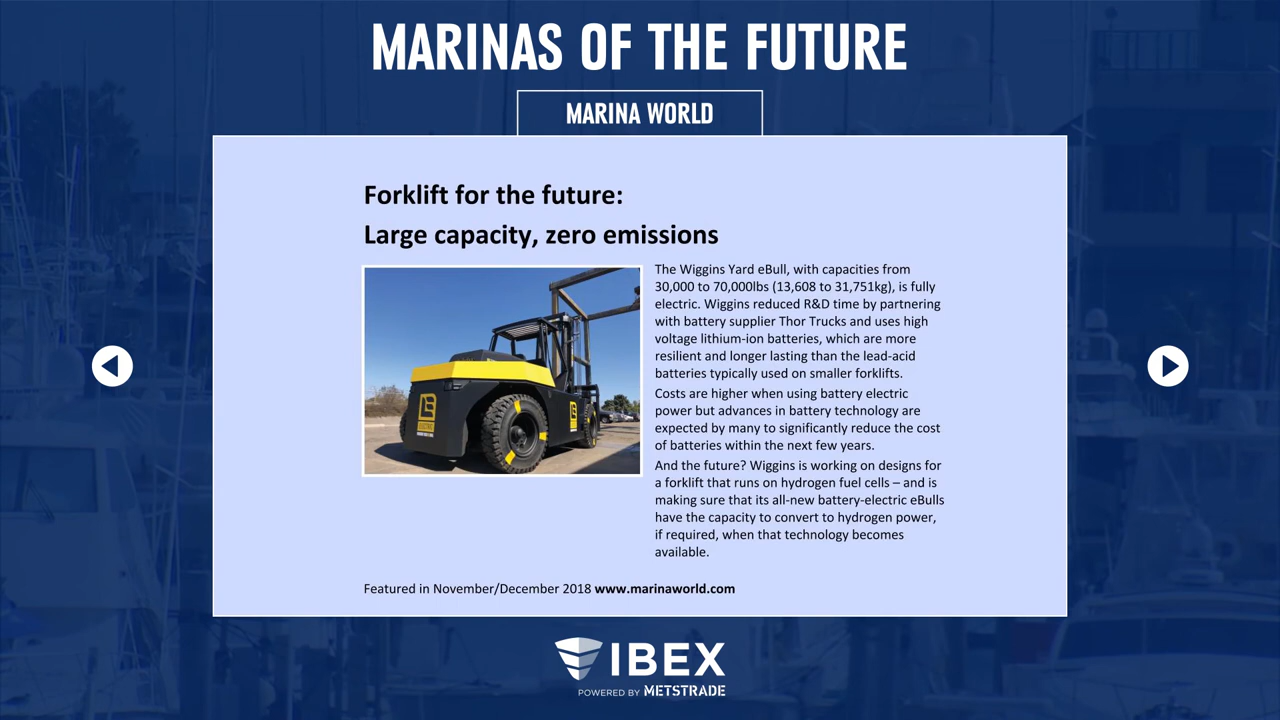 MARINAS OF THE FUTURE
MARINA WORLD
Forklift for the future:
Large capacity, zero emissions
The Wiggins Yard eBull, with capacities from
30,000 to 70,000lbs (13,608 to 31,751kg), is fully
electric. Wiggins reduced R&D time by partnering
with battery supplier Thor Trucks and uses high
voltage lithium-ion batteries, which are more
resilient and longer lasting than the lead-acid
batteries typically used on smaller forklifts.
Costs are higher when using battery electric
power but advances in battery technology are
expected by many to significantly reduce the cost
of batteries within the next few years.
And the future? Wiggins is working on designs for
a forklift that runs on hydrogen fuel cells – and is
making sure that its all-new battery-electric eBulls
have the capacity to convert to hydrogen power,
if required, when that technology becomes
available.
Featured in November/December 2018 www.marinaworld.com
IBEX
POWERED BY METSTRADE